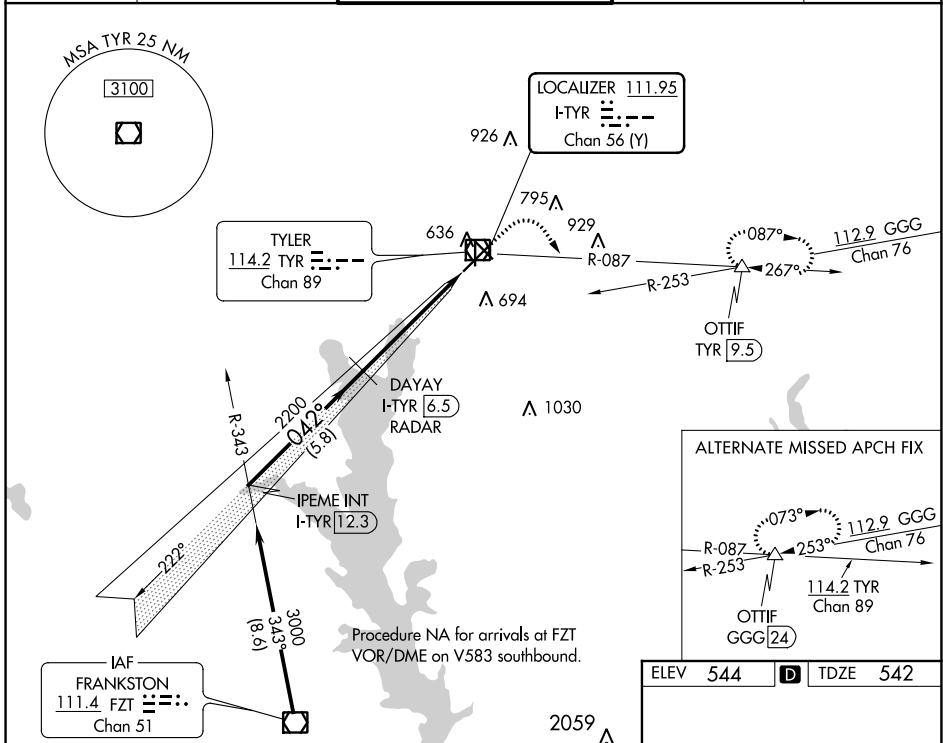 MSA TYR 25 NM
3100
LOCALIZER 111.95
I-TYR
Chan 56 (Y)
926
795
929
636
TYLER
114.2 TYR
Chan 89
R-087
087°
112.9 GGG
Chan 76
267°
R-253
694
OTTIF
TYR 9.5
DAYAY
I-TYR 6.5
RADAR
1030
2200
042°
(5.8)
R-343
IPEME INT
I-TYR 12.3
222°
3000
343°
(8.6)
Procedure NA for arrivals at FZT
VOR/DME on V583 southbound.
IAF
FRANKSTON
111.4 FZT
Chan 51
2059
ALTERNATE MISSED APCH FIX
073°
112.9 GGG
Chan 76
R-087
253°
R-253
114.2 TYR
Chan 89
OTTIF
GGG 24
ELEV 544 D TDZE 542